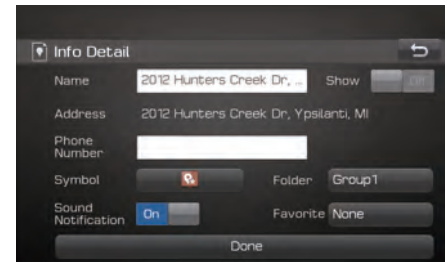 Info Detail
Name 2012 Hunters Creek Dr, ... Show Off
Address 2012 Hunters Creek Dr, Ypsilanti, MI
Phone
Number
Symbol Folder Group1
Sound
Notification On Favorite None
Done